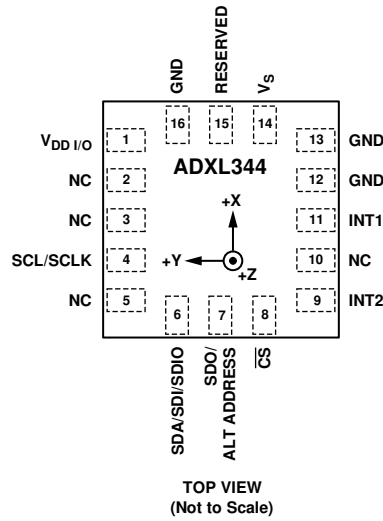 GND
RESERVED
VS
16
15
14
VDD I/O
1
13
GND
ADXL344
NC
2
12
GND
+X
NC
3
11
INT1
SCL/SCLK
4
+Y
+Z
10
NC
NC
5
9
INT2
6
7
8
SDA/SDI/SDIO
SDO/
ALT ADDRESS
CS
TOP VIEW
(Not to Scale)